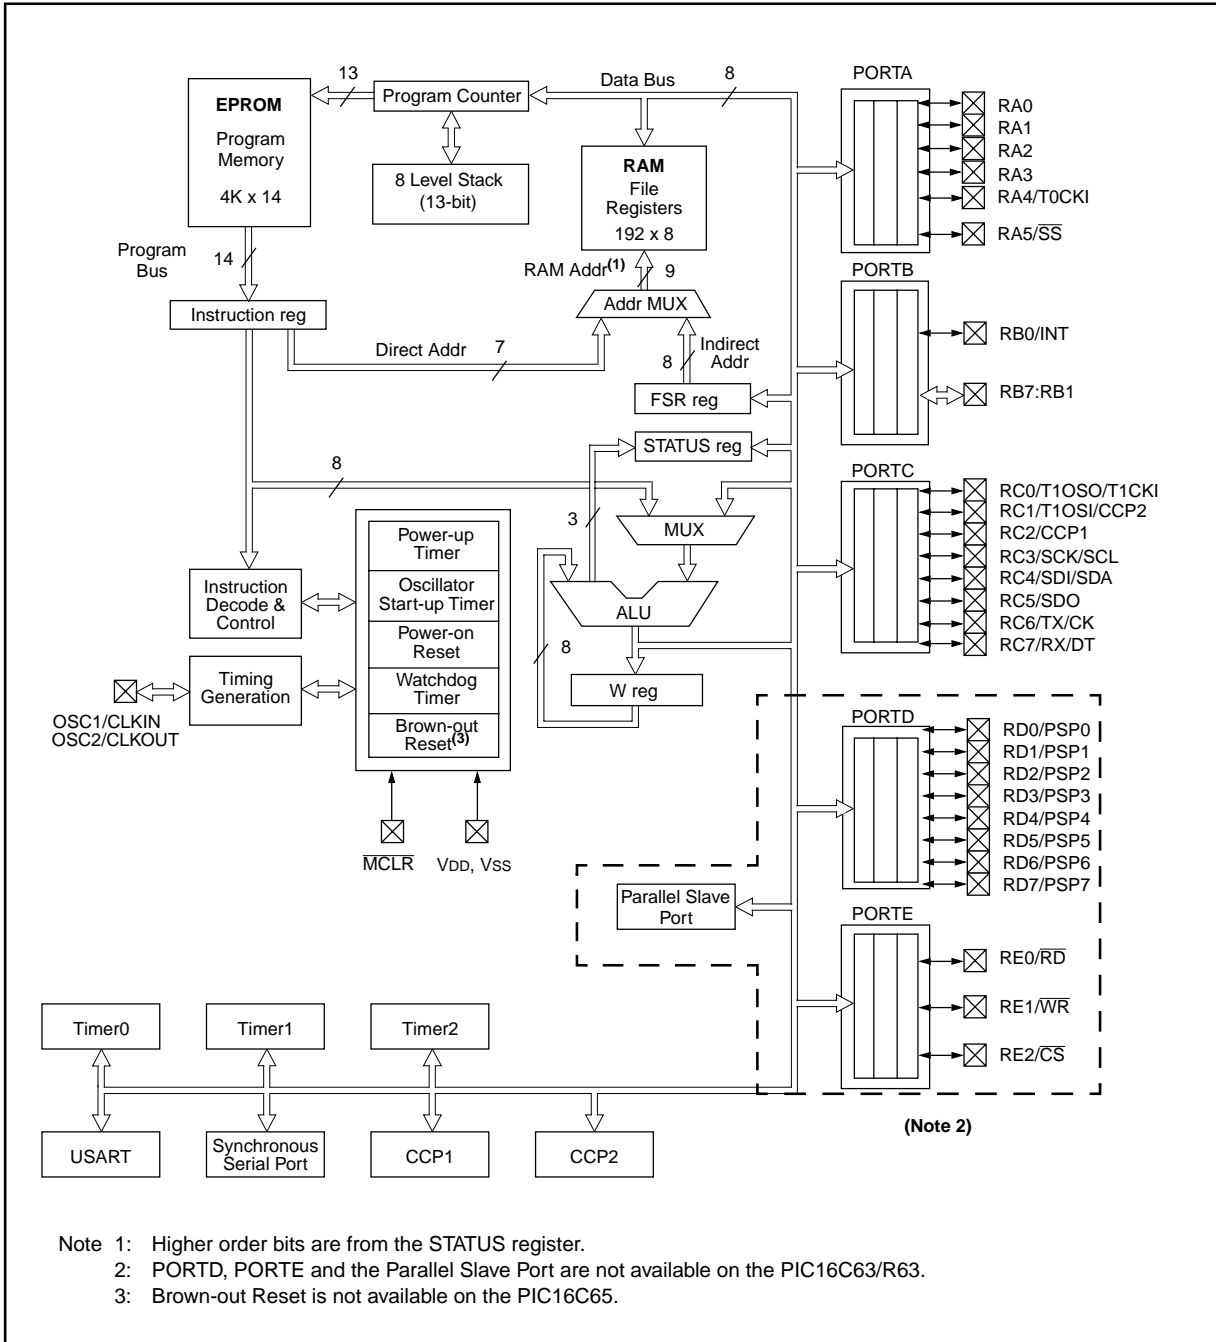 13
Data Bus
8
PORTA
EPROM
Program
Memory
4K x 14
Program Counter
8 Level Stack
(13-bit)
RAM
File
Registers
192 x 8
RA0
RA1
RA2
RA3
RA4/T0CKI
RA5/SS
Program
Bus
14
RAM Addr(1)
9
PORTB
Instruction reg
Addr MUX
Direct Addr
7
8
Indirect
Addr
RB0/INT
RB7:RB1
FSR reg
STATUS reg
8
3
MUX
PORTC
RC0/T1OSO/T1CKI
RC1/T1OSI/CCP2
RC2/CCP1
RC3/SCK/SCL
RC4/SDI/SDA
RC5/SDO
RC6/TX/CK
RC7/RX/DT
Power-up
Timer
Oscillator
Start-up Timer
Power-on
Reset
Watchdog
Timer
Brown-out
Reset(3)
Instruction
Decode &
Control
Timing
Generation
OSC1/CLKIN
OSC2/CLKOUT
ALU
8
W reg
MCLR
VDD, VSS
PORTD
RD0/PSP0
RD1/PSP1
RD2/PSP2
RD3/PSP3
RD4/PSP4
RD5/PSP5
RD6/PSP6
RD7/PSP7
Parallel Slave
Port
PORTE
RE0/RD
RE1/WR
RE2/CS
(Note 2)
Timer0
Timer1
Timer2
USART
Synchronous
Serial Port
CCP1
CCP2
Note 1: Higher order bits are from the STATUS register.
2: PORTD, PORTE and the Parallel Slave Port are not available on the PIC16C63/R63.
3: Brown-out Reset is not available on the PIC16C65.